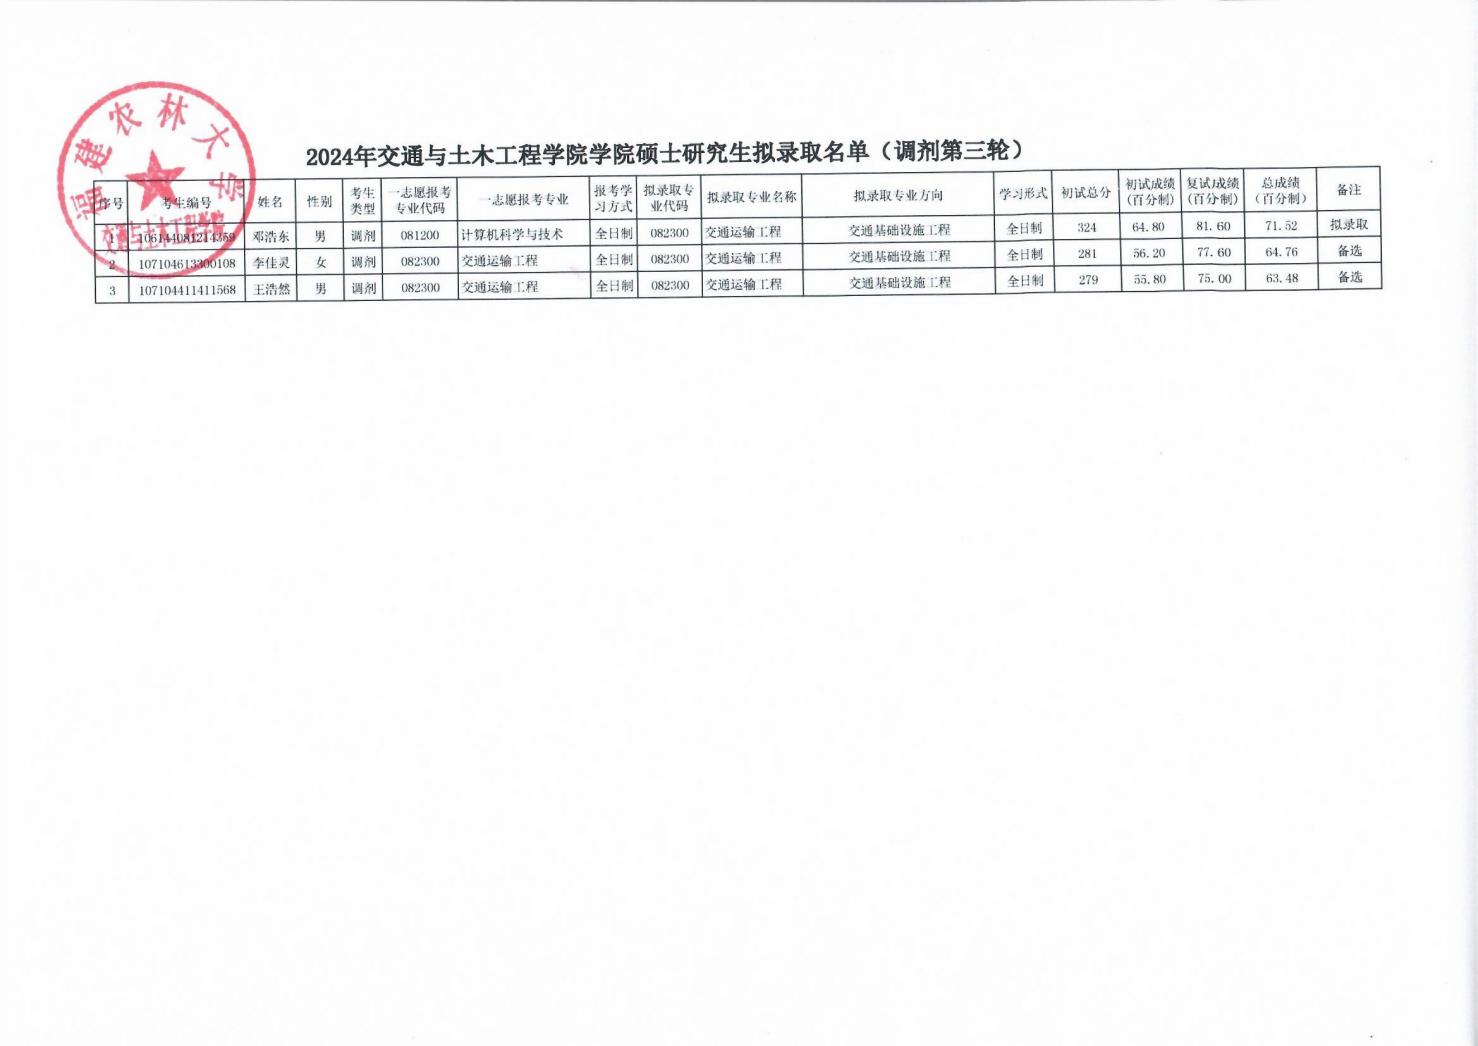 福建农林大学
交通与土木工程学院
2024年交通与土木工程学院学院硕士研究生拟录取名单（调剂第三轮）
序号 考生编号 姓名 性别 考生类型 一志愿报考专业代码 一志愿报考专业 报考学习方式 拟录取专业代码 拟录取专业名称 拟录取专业方向 学习形式 初试总分 初试成绩(百分制) 复试成绩(百分制) 总成绩(百分制) 备注
1 106144081214359 邓浩东 男 调剂 081200 计算机科学与技术 全日制 082300 交通运输工程 交通基础设施工程 全日制 324 64.80 81.60 71.52 拟录取
2 107104613300108 李佳灵 女 调剂 082300 交通运输工程 全日制 082300 交通运输工程 交通基础设施工程 全日制 281 56.20 77.60 64.76 备选
3 107104411411568 王浩然 男 调剂 082300 交通运输工程 全日制 082300 交通运输工程 交通基础设施工程 全日制 279 55.80 75.00 63.48 备选